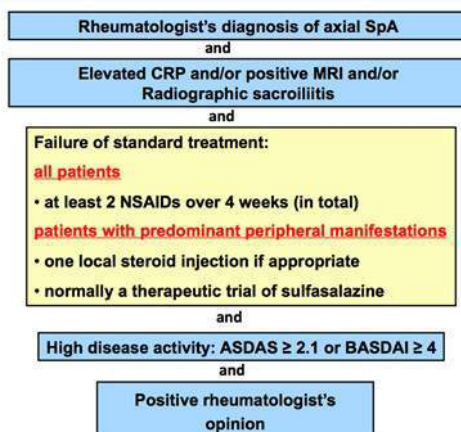 Rheumatologist's diagnosis of axial SpA
and
Elevated CRP and/or positive MRI and/or
Radiographic sacroiliitis
and
Failure of standard treatment:
all patients
• at least 2 NSAIDs over 4 weeks (in total)
patients with predominant peripheral manifestations
• one local steroid injection if appropriate
• normally a therapeutic trial of sulfasalazine
and
High disease activity: ASDAS ≥ 2.1 or BASDAI ≥ 4
and
Positive rheumatologist's
opinion